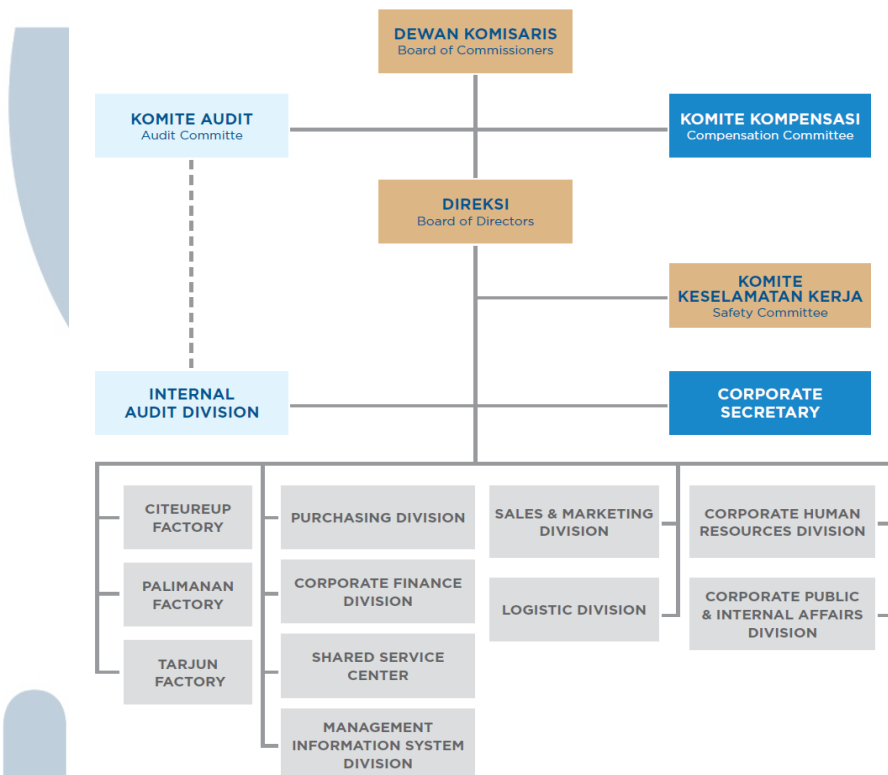 DEWAN KOMISARIS
Board of Commissioners
KOMITE AUDIT
Audit Committe
KOMITE KOMPENSASI
Compensation Committee
DIREKSI
Board of Directors
KOMITE
KESELAMATAN KERJA
Safety Committee
INTERNAL
AUDIT DIVISION
CORPORATE
SECRETARY
CITEUREUP
FACTORY
PALIMANAN
FACTORY
TARJUN
FACTORY
PURCHASING DIVISION
CORPORATE FINANCE
DIVISION
SHARED SERVICE
CENTER
MANAGEMENT
INFORMATION SYSTEM
DIVISION
SALES & MARKETING
DIVISION
LOGISTIC DIVISION
CORPORATE HUMAN
RESOURCES DIVISION
CORPORATE PUBLIC
& INTERNAL AFFAIRS
DIVISION